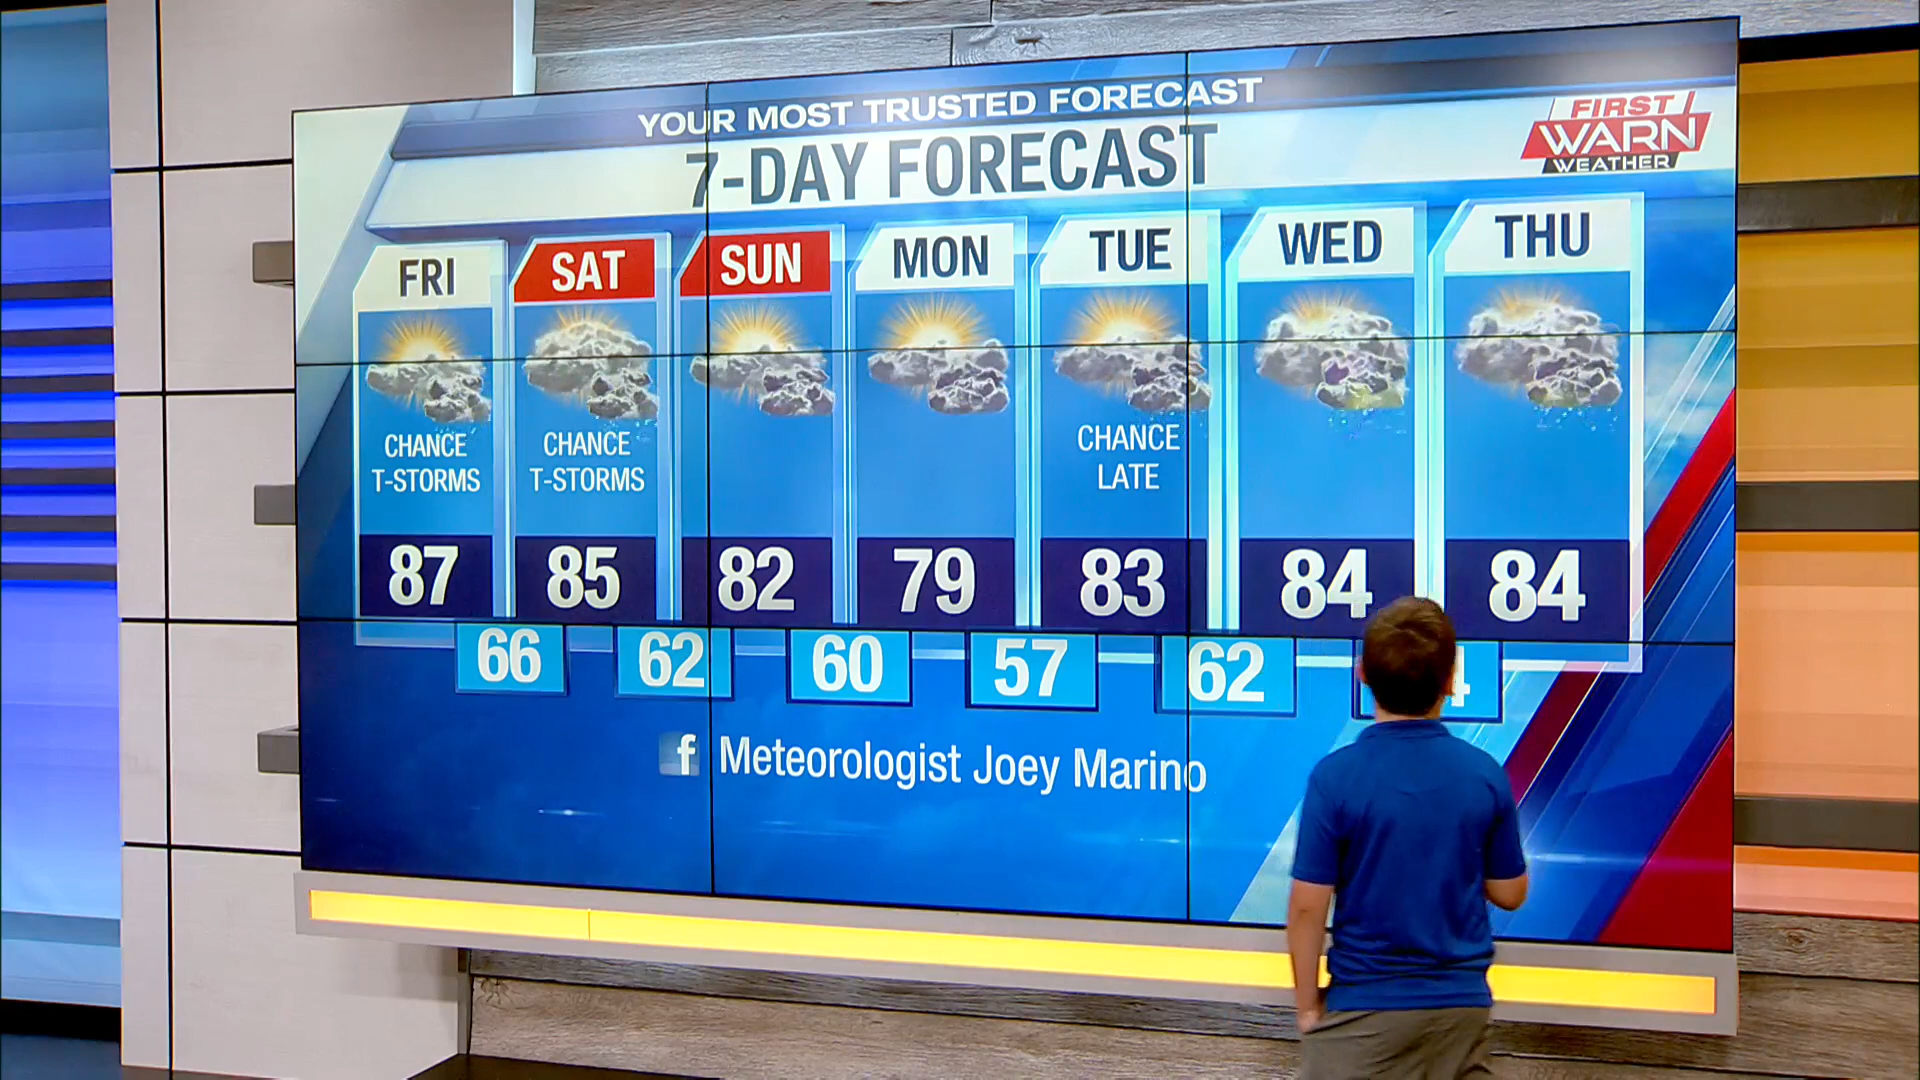 YOUR MOST TRUSTED FORECAST
7-DAY FORECAST
FIRST
WARN
WEATHER
FRI SAT SUN MON TUE WED THU
CHANCE
T-STORMS
CHANCE
T-STORMS
CHANCE
LATE
87 85 82 79 83 84 84
66 62 60 57 62
f Meteorologist Joey Marino